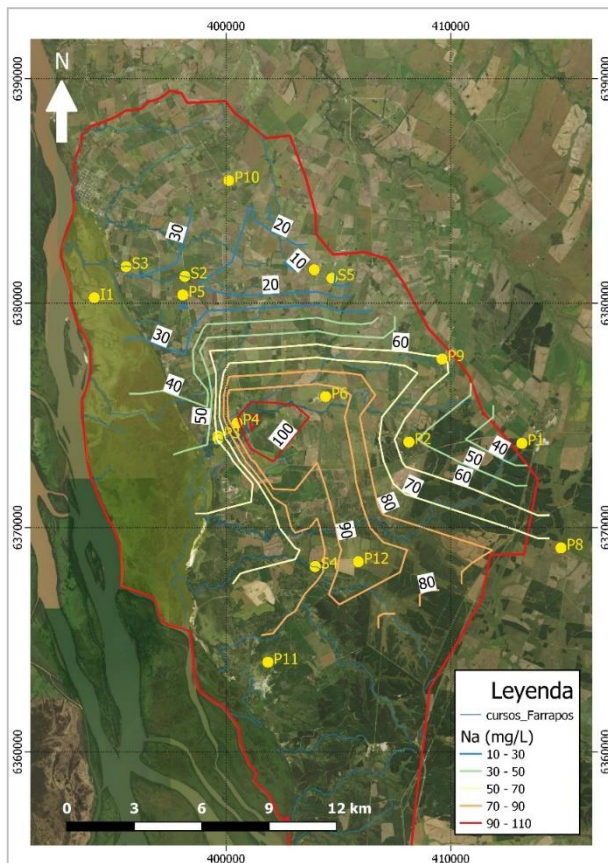 400000
410000
N
6390000
6390000
P10
30
20
S3
S2
10
S5
I1
P5
20
6380000
6380000
30
60
P9
40
P6
50
P4
100
P3
P2
40
P1
50
60
70
6370000
6370000
90
80
P8
S4
P12
80
P11
Leyenda
cursos_Farrapos
Na (mg/L)
10 - 30
30 - 50
50 - 70
70 - 90
90 - 110
6360000
6360000
0 3 6 9 12 km
400000
410000